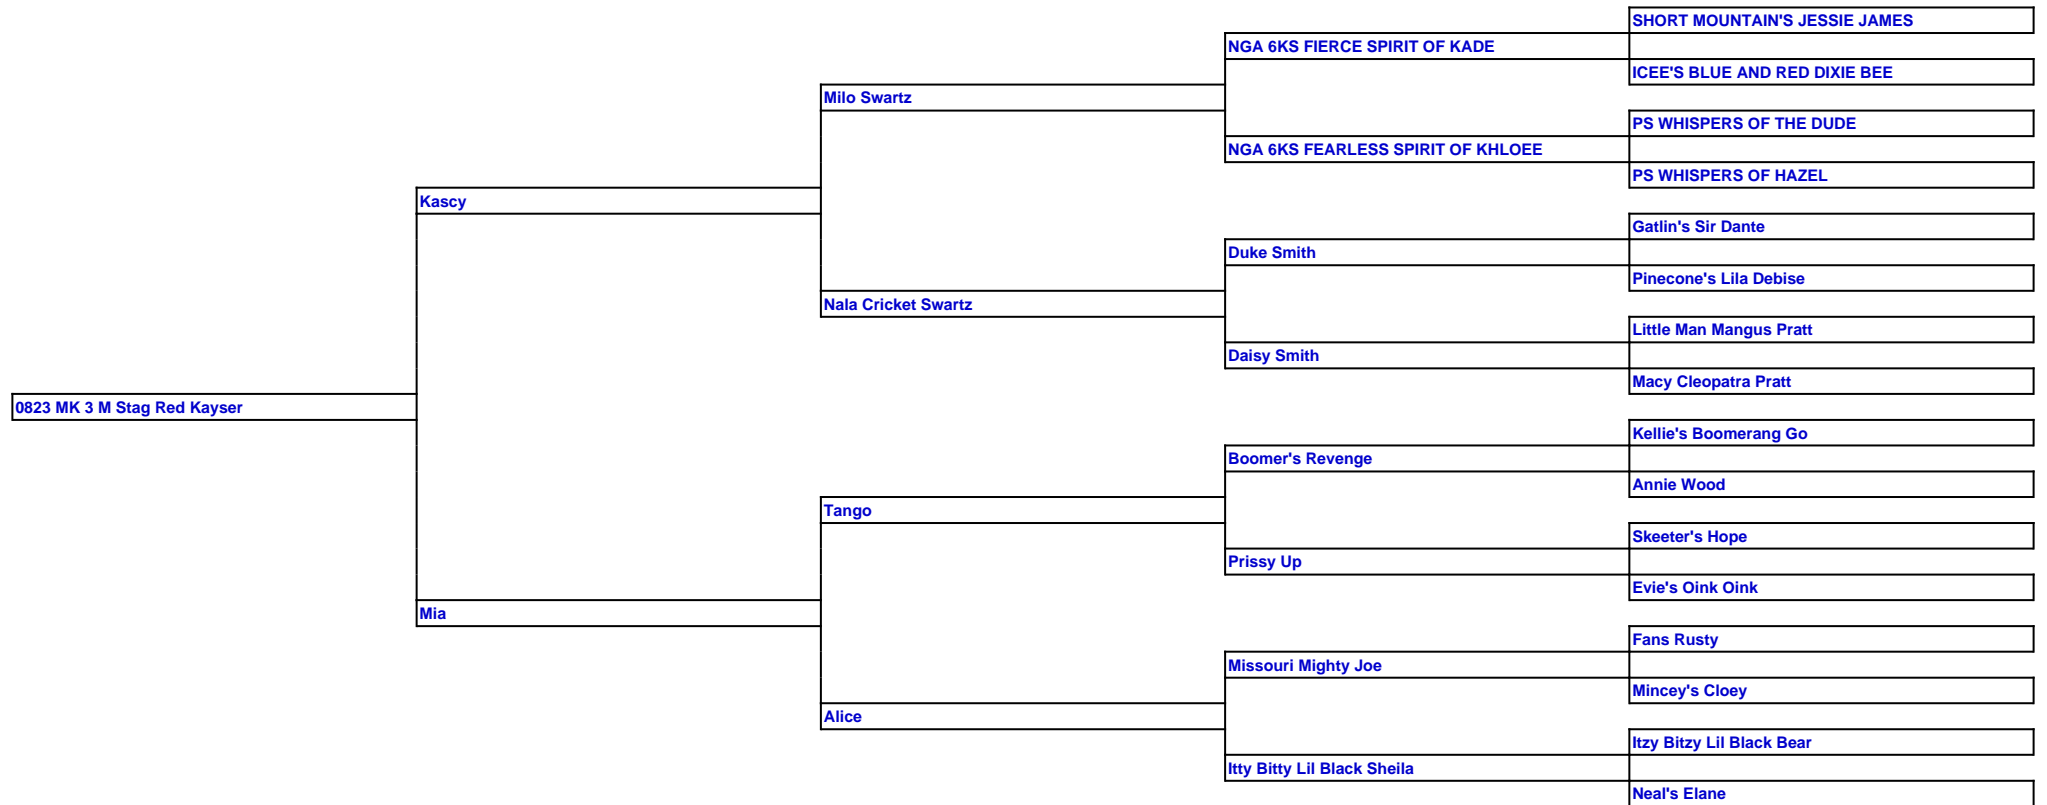 SHORT MOUNTAIN'S JESSIE JAMES
NGA 6KS FIERCE SPIRIT OF KADE
ICEE'S BLUE AND RED DIXIE BEE
Milo Swartz
PS WHISPERS OF THE DUDE
NGA 6KS FEARLESS SPIRIT OF KHLOEE
PS WHISPERS OF HAZEL
Kascy
Gatlin's Sir Dante
Duke Smith
Pinecone's Lila Debise
Nala Cricket Swartz
Little Man Mangus Pratt
Daisy Smith
Macy Cleopatra Pratt
0823 MK 3 M Stag Red Kayser
Kellie's Boomerang Go
Boomer's Revenge
Annie Wood
Tango
Skeeter's Hope
Prissy Up
Evie's Oink Oink
Mia
Fans Rusty
Missouri Mighty Joe
Mincey's Cloey
Alice
Itzy Bitzy Lil Black Bear
Itty Bitty Lil Black Sheila
Neal's Elane